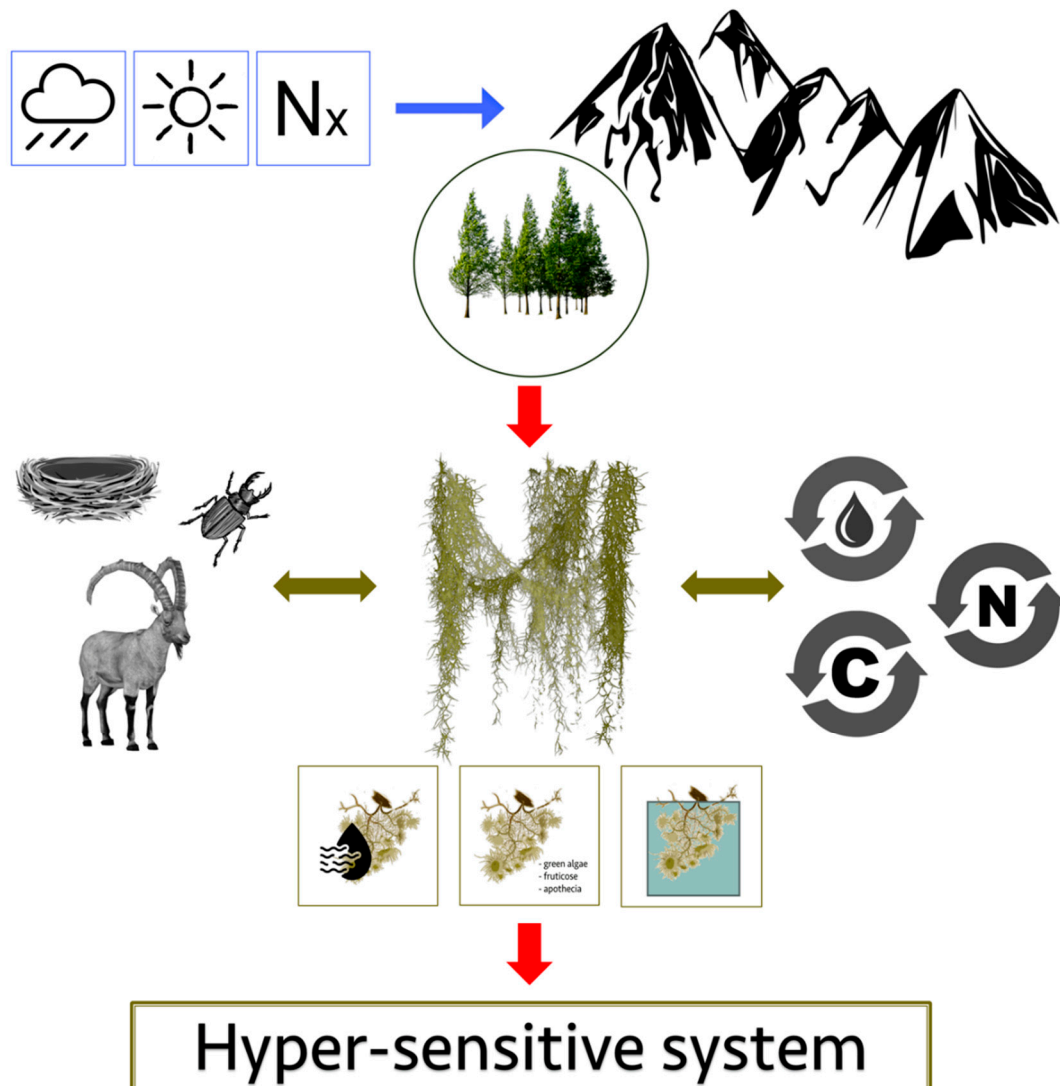 Nx
N
C
- green algae
- fruticose
- apothecia
Hyper-sensitive system